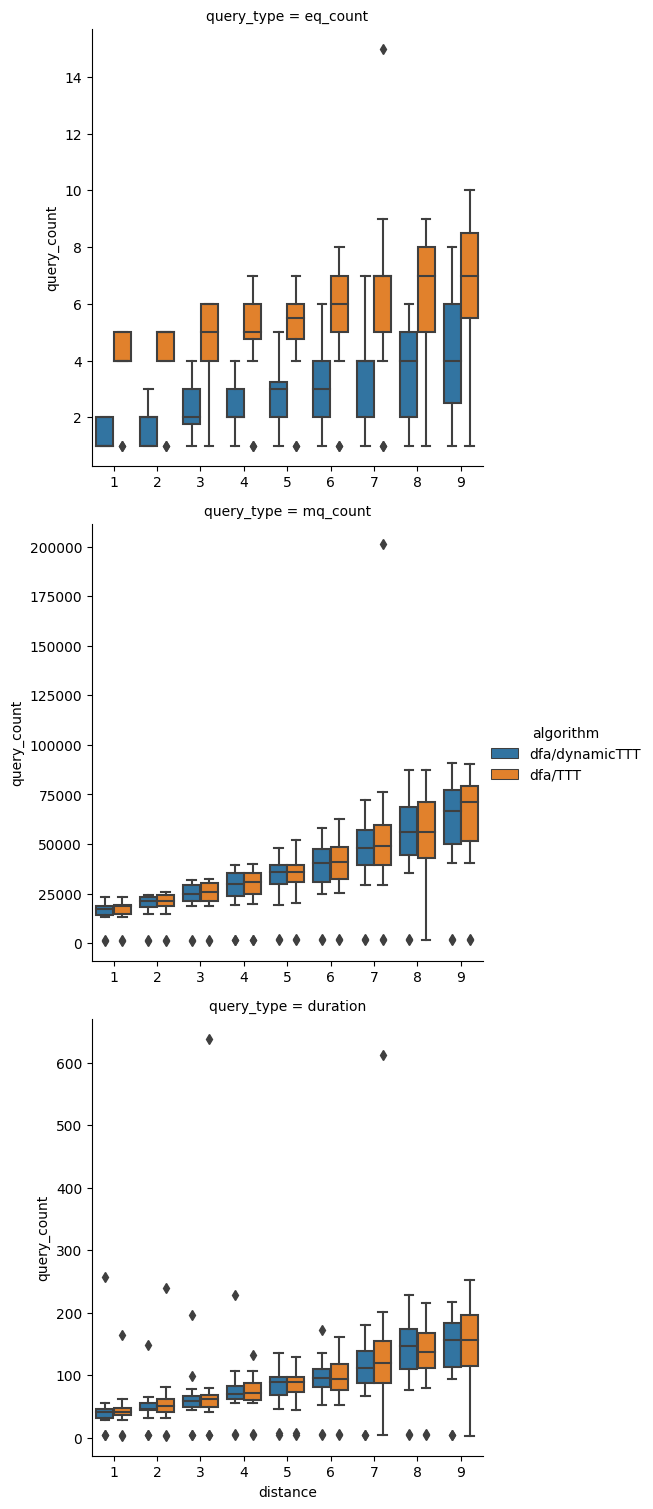 query_type = eq_count
query_count
14
12
10
8
6
4
2
1 2 3 4 5 6 7 8 9
query_type = mq_count
query_count
200000
175000
150000
125000
100000
75000
50000
25000
0
1 2 3 4 5 6 7 8 9
algorithm
dfa/dynamicTTT
dfa/TTT
query_type = duration
query_count
600
500
400
300
200
100
0
1 2 3 4 5 6 7 8 9
distance